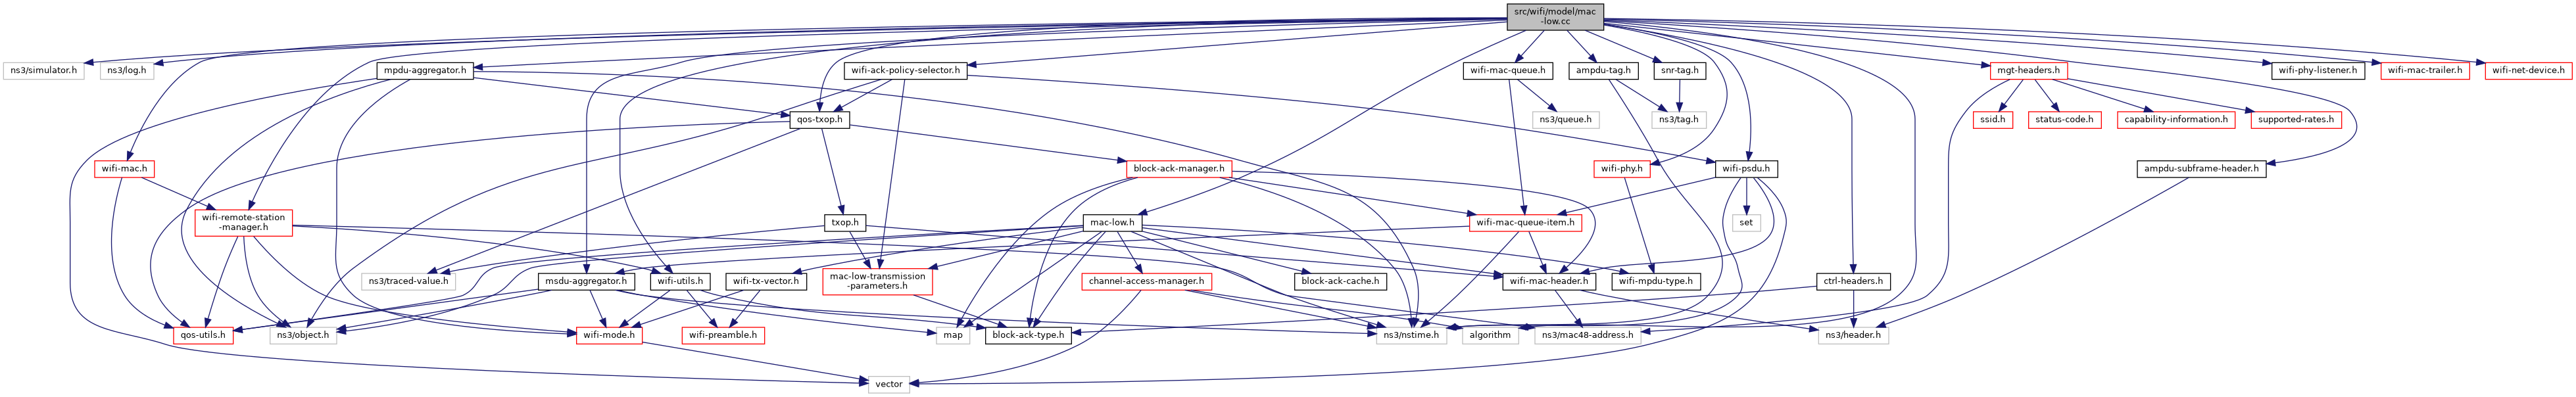 src/wifi/model/mac
-low.cc
ns3/simulator.h
ns3/log.h
mpdu-aggregator.h
wifi-ack-policy-selector.h
wifi-mac-queue.h
ampdu-tag.h
snr-tag.h
mgt-headers.h
wifi-phy-listener.h
wifi-mac-trailer.h
wifi-net-device.h
qos-txop.h
ns3/queue.h
ns3/tag.h
ssid.h
status-code.h
capability-information.h
supported-rates.h
wifi-mac.h
block-ack-manager.h
wifi-phy.h
wifi-psdu.h
ampdu-subframe-header.h
wifi-remote-station
-manager.h
txop.h
mac-low.h
wifi-mac-queue-item.h
set
ns3/traced-value.h
msdu-aggregator.h
wifi-utils.h
wifi-tx-vector.h
mac-low-transmission
-parameters.h
channel-access-manager.h
block-ack-cache.h
wifi-mac-header.h
wifi-mpdu-type.h
ctrl-headers.h
qos-utils.h
ns3/object.h
wifi-mode.h
wifi-preamble.h
map
block-ack-type.h
ns3/nstime.h
algorithm
ns3/mac48-address.h
ns3/header.h
vector